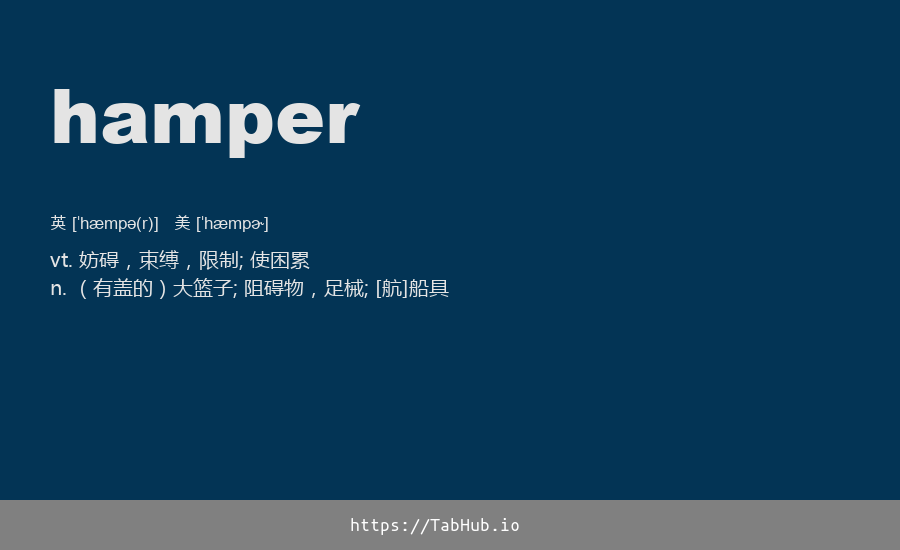 hamper
英 [ˈhæmpə(r)] 美 [ˈhæmpɚ]
vt. 妨碍，束缚，限制; 使困累
n. （有盖的）大篮子; 阻碍物，足械; [航]船具
https://TabHub.io